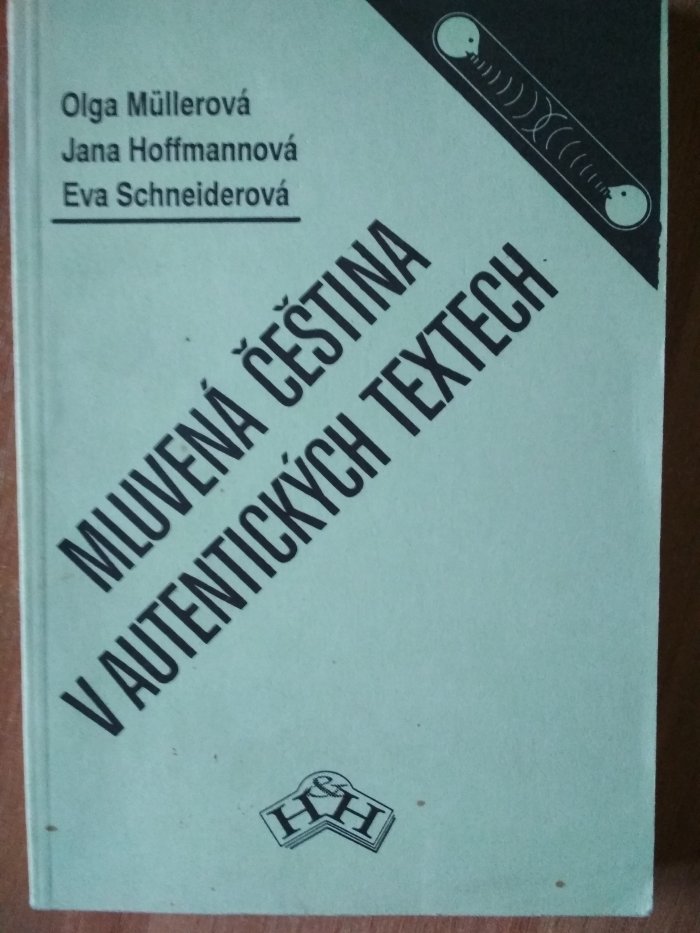 Olga Müllerová
Jana Hoffmannová
Eva Schneiderová
MLUVENÁ ČEŠTINA
V AUTENTICKÝCH TEXTECH
H&H